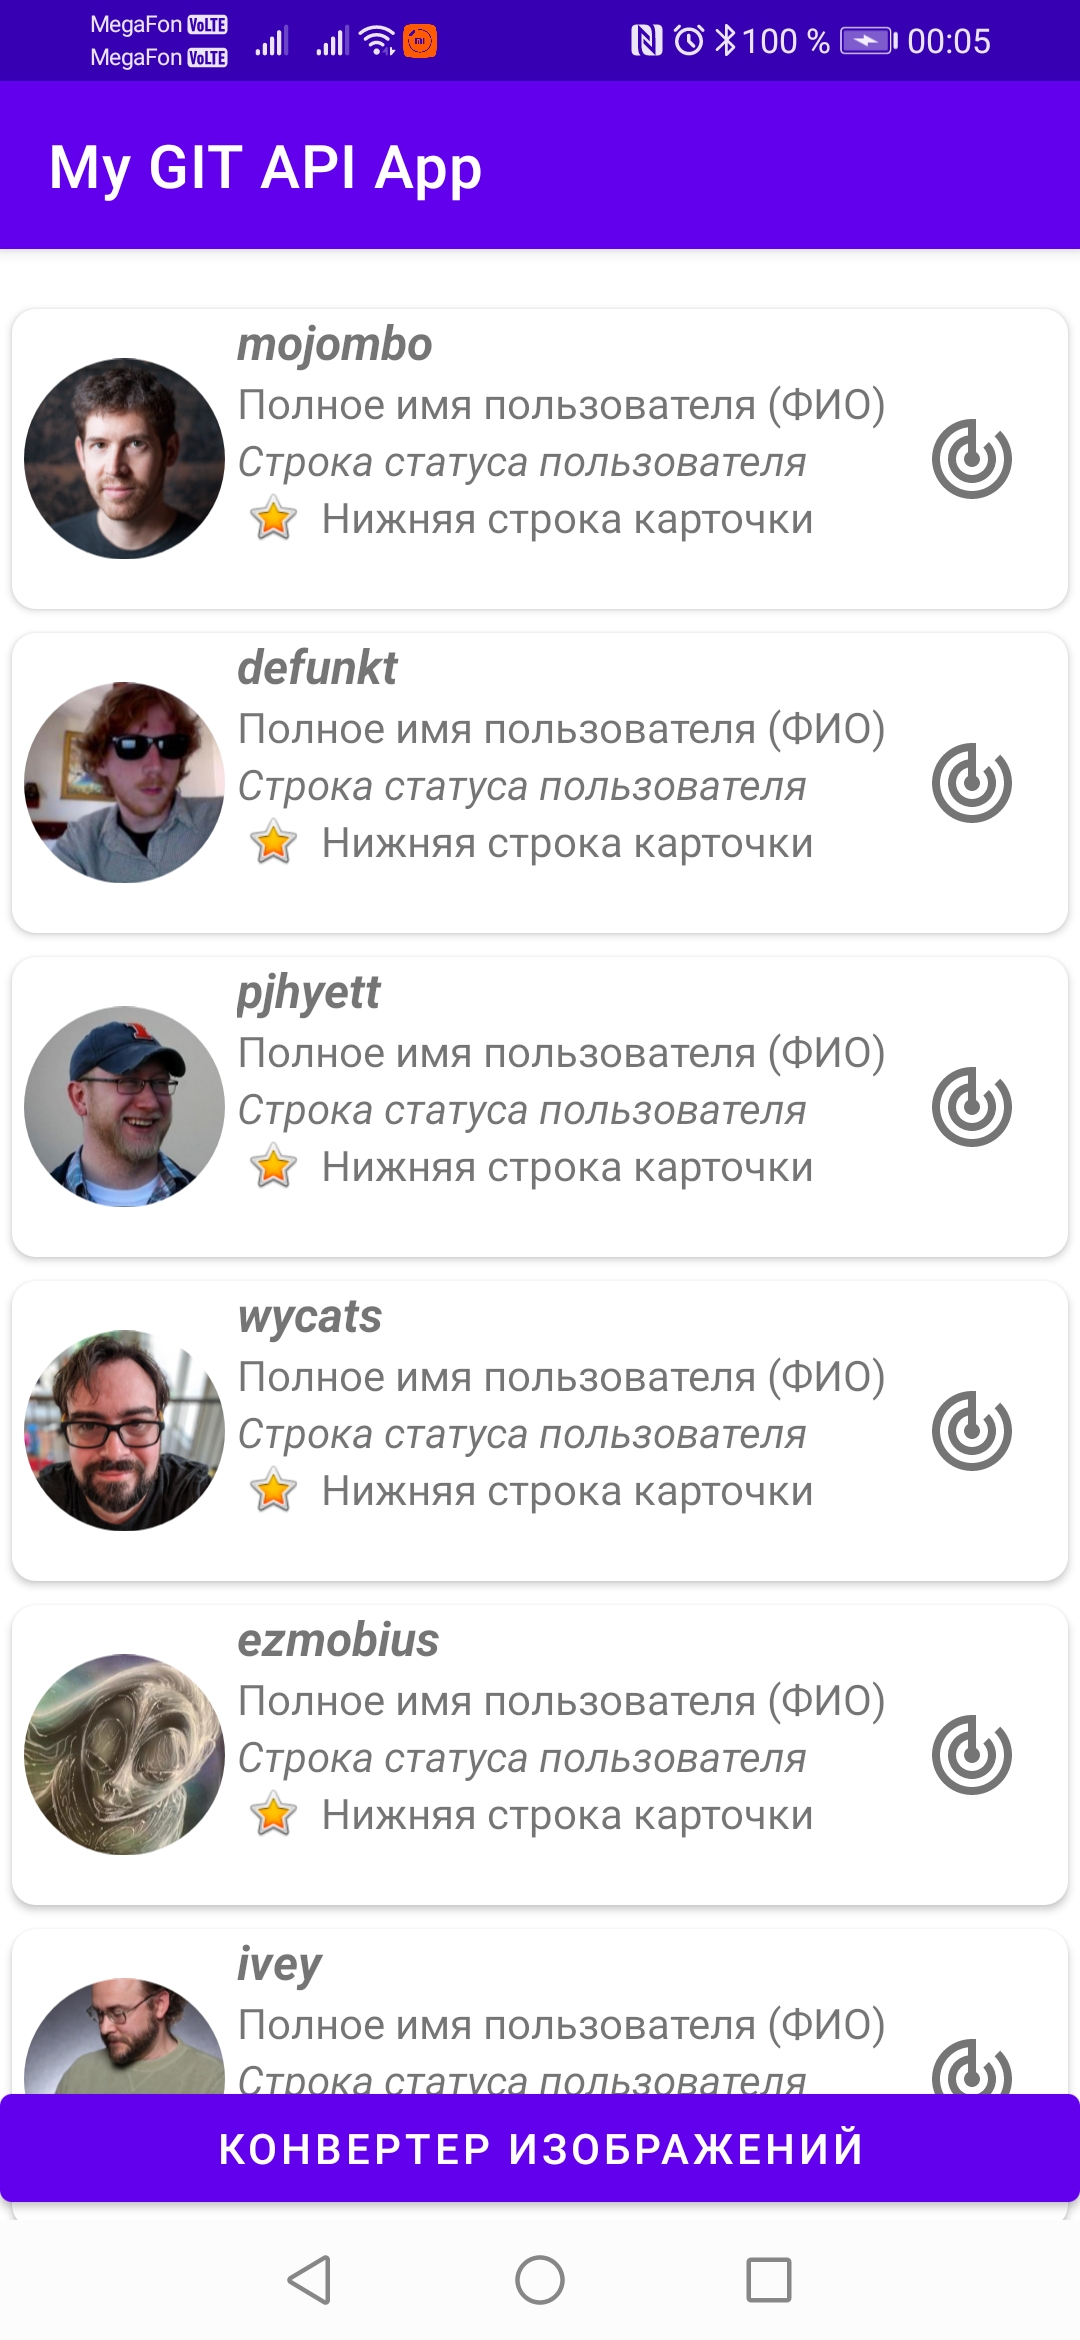 MegaFon VoLTE
MegaFon VoLTE
100 % 00:05
My GIT API App
mojombo
Полное имя пользователя (ФИО)
Строка статуса пользователя
Нижняя строка карточки
defunkt
Полное имя пользователя (ФИО)
Строка статуса пользователя
Нижняя строка карточки
pjhyett
Полное имя пользователя (ФИО)
Строка статуса пользователя
Нижняя строка карточки
wycats
Полное имя пользователя (ФИО)
Строка статуса пользователя
Нижняя строка карточки
ezmobius
Полное имя пользователя (ФИО)
Строка статуса пользователя
Нижняя строка карточки
ivey
Полное имя пользователя (ФИО)
Строка статуса пользователя
КОНВЕРТЕР ИЗОБРАЖЕНИЙ